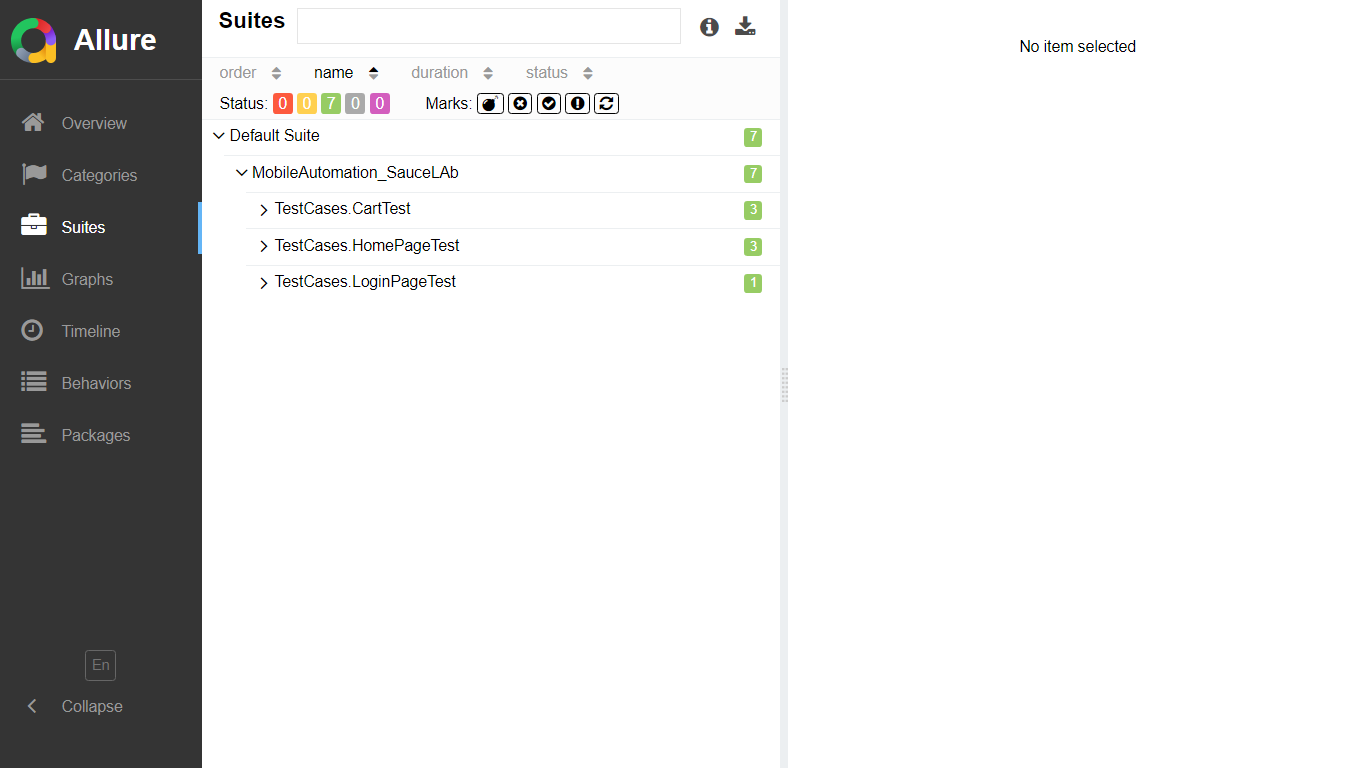 Allure
Overview
Categories
Suites
Graphs
Timeline
Behaviors
Packages
En
Collapse
Suites
order name duration status
Status: 0 0 7 0 0 Marks:
Default Suite 7
MobileAutomation_SauceLAb 7
TestCases.CartTest 3
TestCases.HomePageTest 3
TestCases.LoginPageTest 1
No item selected